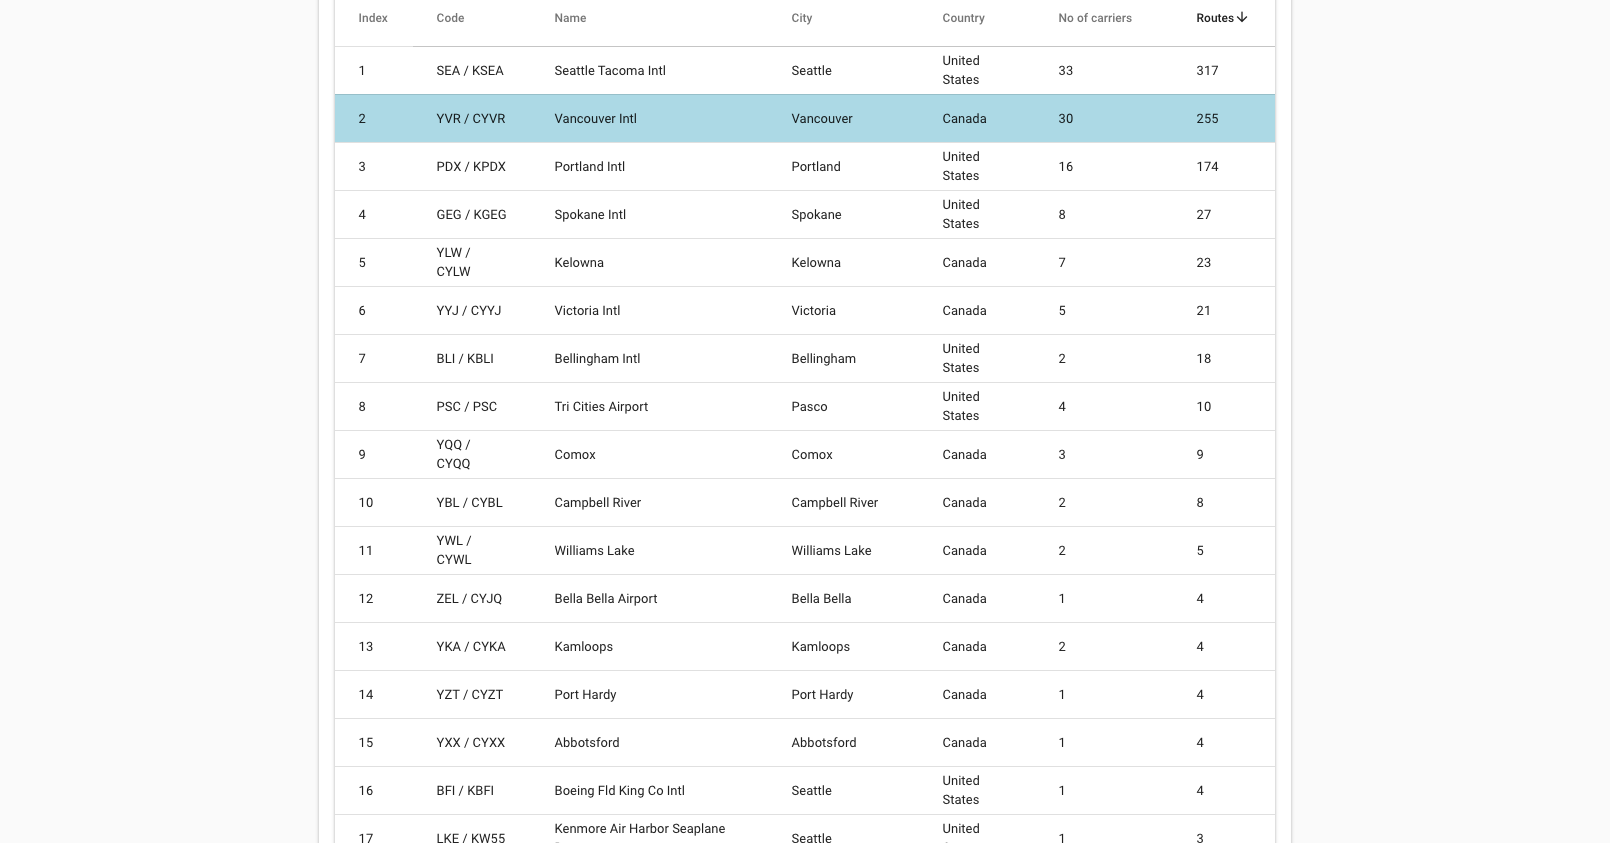 Index Code Name City Country No of carriers Routes
1 SEA / KSEA Seattle Tacoma Intl Seattle United States 33 317
2 YVR / CYVR Vancouver Intl Vancouver Canada 30 255
3 PDX / KPDX Portland Intl Portland United States 16 174
4 GEG / KGEG Spokane Intl Spokane United States 8 27
5 YLW / CYLW Kelowna Kelowna Canada 7 23
6 YYJ / CYYJ Victoria Intl Victoria Canada 5 21
7 BLI / KBLI Bellingham Intl Bellingham United States 2 18
8 PSC / PSC Tri Cities Airport Pasco United States 4 10
9 YQQ / CYQQ Comox Comox Canada 3 9
10 YBL / CYBL Campbell River Campbell River Canada 2 8
11 YWL / CYWL Williams Lake Williams Lake Canada 2 5
12 ZEL / CYJQ Bella Bella Airport Bella Bella Canada 1 4
13 YKA / CYKA Kamloops Kamloops Canada 2 4
14 YZT / CYZT Port Hardy Port Hardy Canada 1 4
15 YXX / CYXX Abbotsford Abbotsford Canada 1 4
16 BFI / KBFI Boeing Fld King Co Intl Seattle United States 1 4
17 LKE / KW55 Kenmore Air Harbor Seaplane Seattle United 1 3